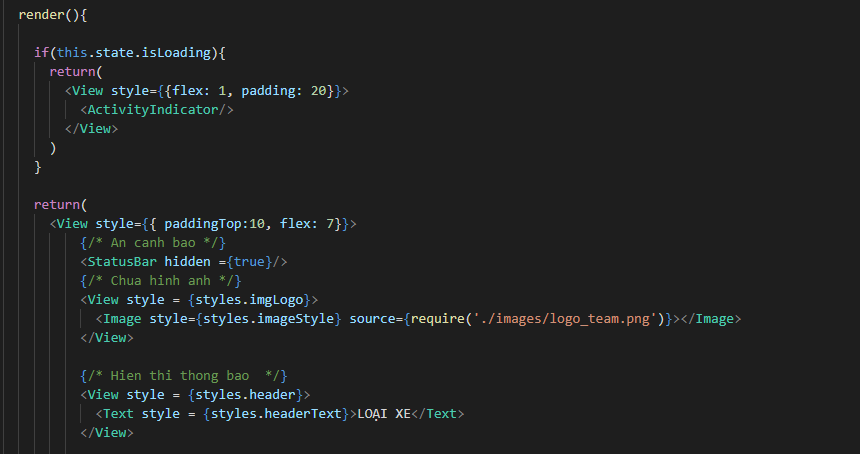 render(){
if(this.state.isLoading){
return(
<View style={{flex: 1, padding: 20}}>
<ActivityIndicator/>
</View>
)
}
return(
<View style={{ paddingTop:10, flex: 7}}>
{/* An canh bao */}
<StatusBar hidden ={true}/>
{/* Chua hinh anh */}
<View style = {styles.imgLogo}>
<Image style={styles.imageStyle} source={require('./images/logo_team.png')}></Image>
</View>
{/* Hien thi thong bao  */}
<View style = {styles.header}>
<Text style = {styles.headerText}>LOẠI XE</Text>
</View>